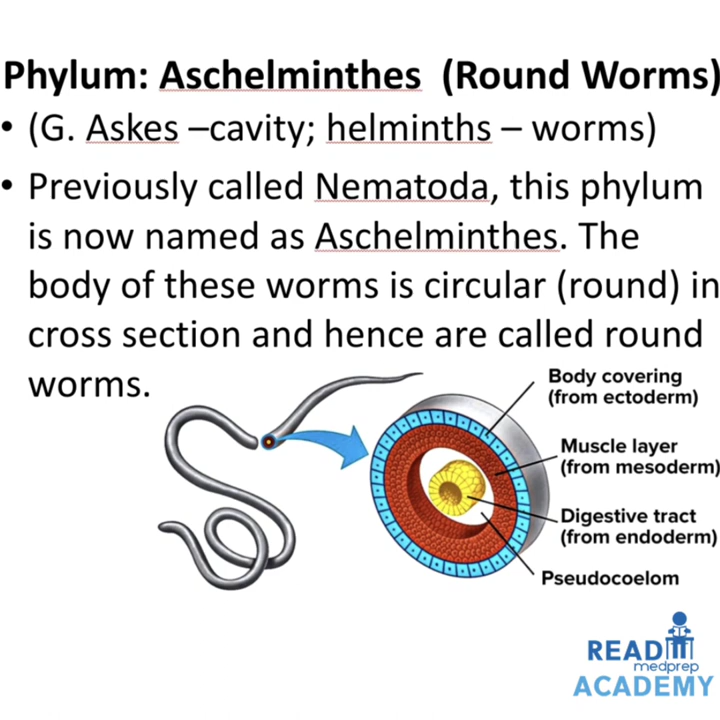 Phylum: Aschelminthes (Round Worms)
• (G. Askes –cavity; helminths – worms)
• Previously called Nematoda, this phylum
is now named as Aschelminthes. The
body of these worms is circular (round) in
cross section and hence are called round
worms.
Body covering
(from ectoderm)
Muscle layer
(from mesoderm)
Digestive tract
(from endoderm)
Pseudocoelom
READ
medprep
ACADEMY